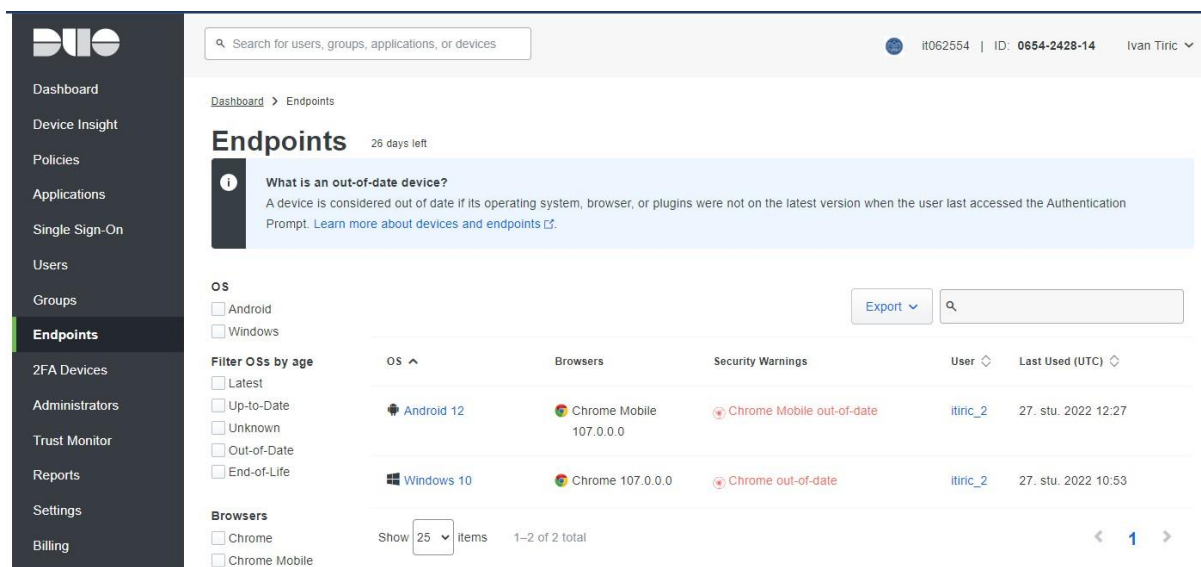 DUO
Search for users, groups, applications, or devices
it062554 | ID: 0654-2428-14 Ivan Tiric
Dashboard
Device Insight
Policies
Applications
Single Sign-On
Users
Groups
Endpoints
2FA Devices
Administrators
Trust Monitor
Reports
Settings
Billing
Dashboard > Endpoints
Endpoints 26 days left
What is an out-of-date device?
A device is considered out of date if its operating system, browser, or plugins were not on the latest version when the user last accessed the Authentication
Prompt. Learn more about devices and endpoints.
OS
Android
Windows
Filter OSs by age
Latest
Up-to-Date
Unknown
Out-of-Date
End-of-Life
Browsers
Chrome
Chrome Mobile
Export
OS Browsers Security Warnings User Last Used (UTC)
Android 12 Chrome Mobile Chrome Mobile out-of-date itiric_2 27. stu. 2022 12:27
107.0.0.0
Windows 10 Chrome 107.0.0.0 Chrome out-of-date itiric_2 27. stu. 2022 10:53
Show 25 items 1–2 of 2 total < 1 >